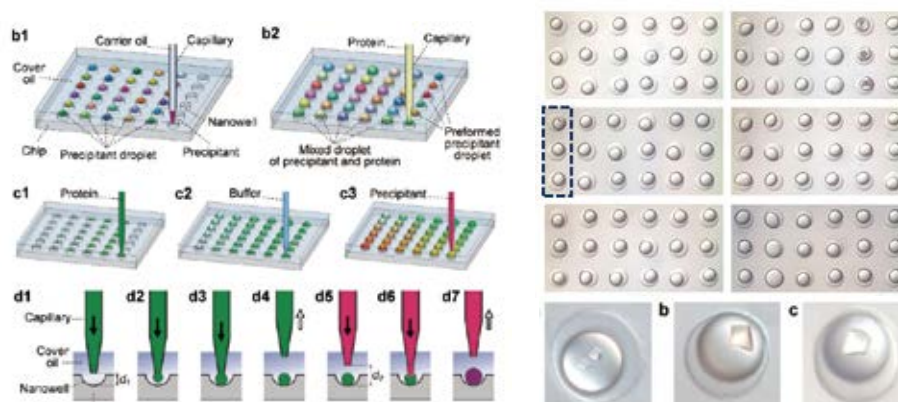 b1
Carrier oil
Capillary
Cover
oil
Nanowell
Chip
Precipitant droplet
Precipitant
b2
Protein
Capillary
Mixed droplet
of precipitant and protein
Preformed
precipitant
droplet
c1
Protein
c2
Buffer
c3
Precipitant
d1
d2
d3
d4
d5
d6
d7
Capillary
Cover
oil
Nanowell
b
c